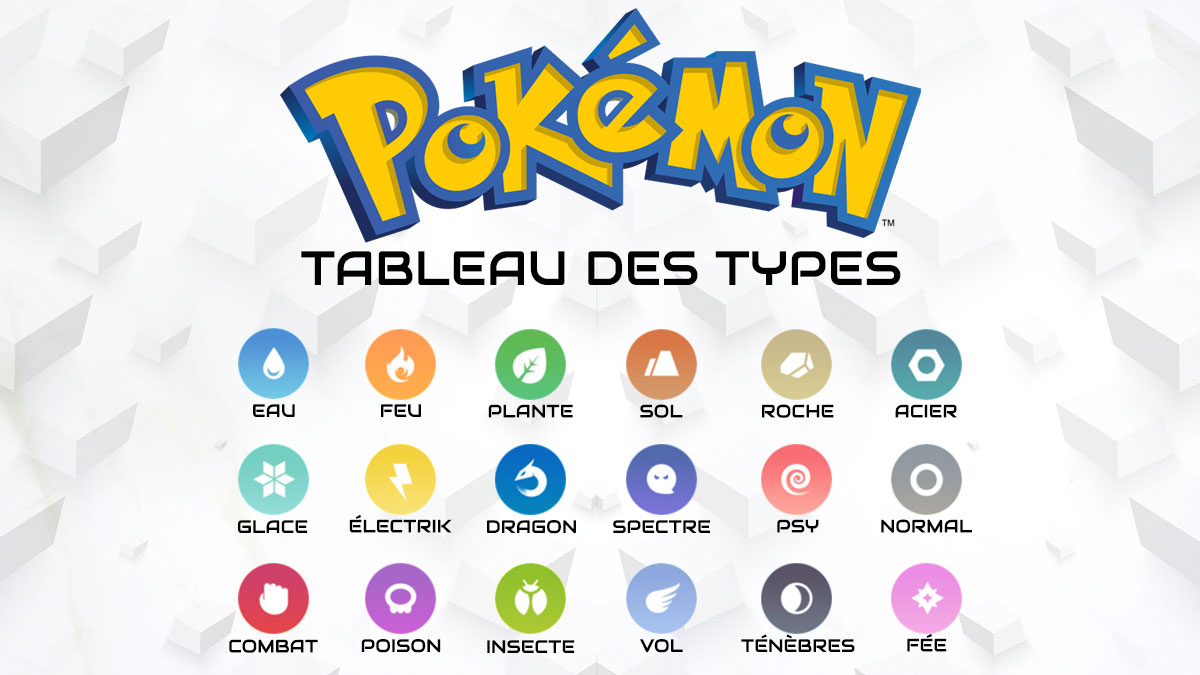 POKÉMON
TM
TABLEAU DES TYPES
EAU FEU PLANTE SOL ROCHE ACIER
GLACE ÉLECTRIK DRAGON SPECTRE PSY NORMAL
COMBAT POISON INSECTE VOL TÉNÈBRES FÉE